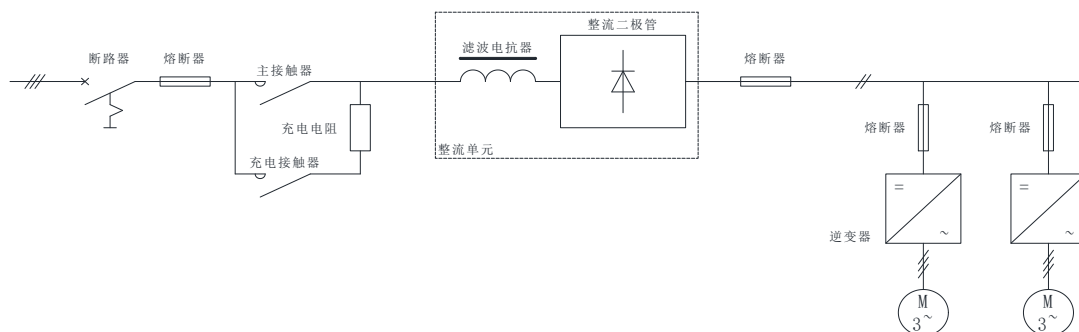 整流二极管
滤波电抗器
断路器
熔断器
主接触器
熔断器
充电电阻
熔断器
熔断器
整流单元
充电接触器
=
~
=
~
逆变器
M
3~
M
3~